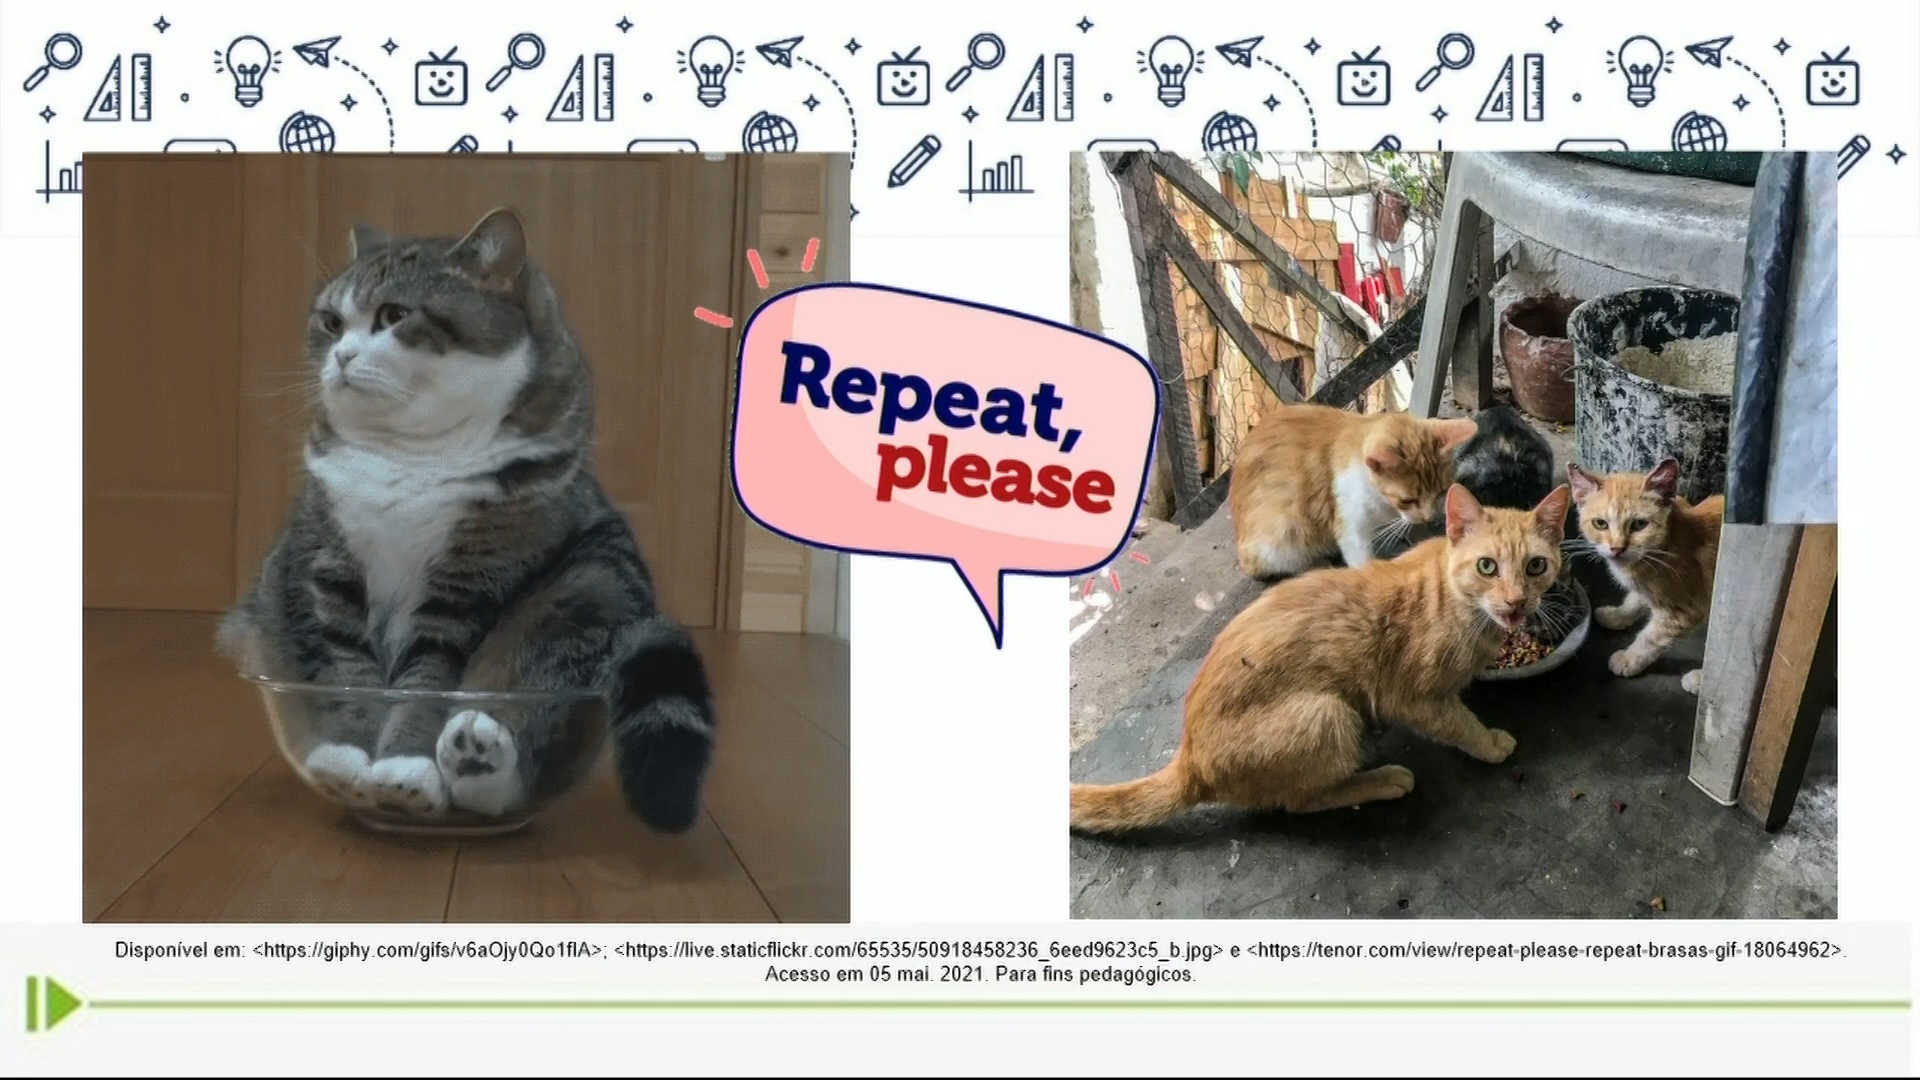 Repeat,
please
Disponível em: <https://giphy.com/gifs/v6aOjy0Qo1fIA>; <https://live.staticflickr.com/65535/50918458236_6eed9623c5_b.jpg> e <https://tenor.com/view/repeat-please-repeat-brasas-gif-18064962>.
Acesso em 05 mai. 2021. Para fins pedagógicos.